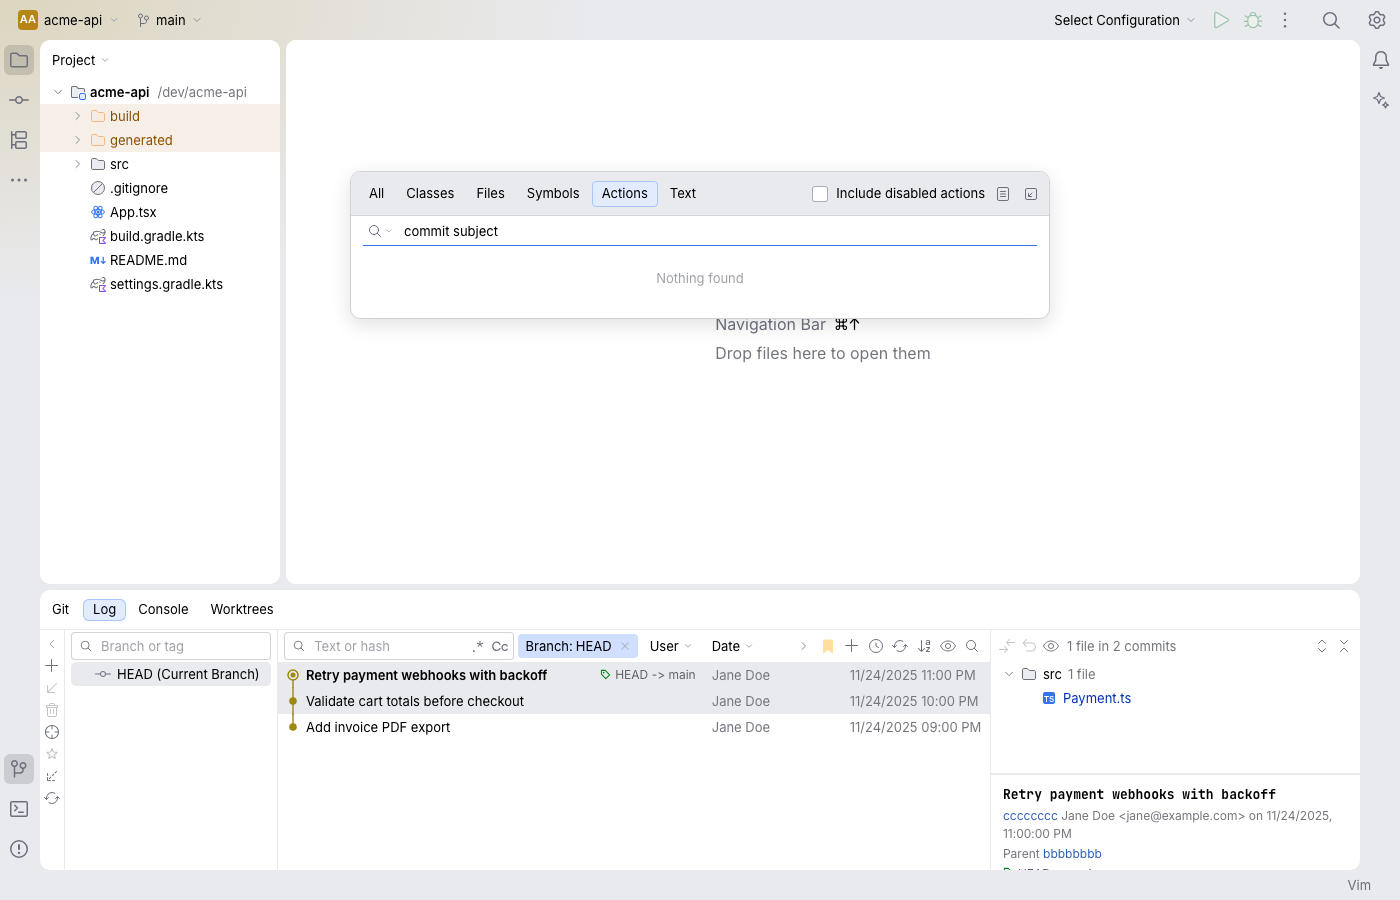 AA acme-api main Select Configuration
Project
acme-api /dev/acme-api
build
generated
src
.gitignore
App.tsx
build.gradle.kts
README.md
settings.gradle.kts
All Classes Files Symbols Actions Text Include disabled actions
commit subject
Nothing found
Navigation Bar ⌘↑
Drop files here to open them
Git Log Console Worktrees
Branch or tag
HEAD (Current Branch)
Text or hash .* Cc Branch: HEAD User Date
Retry payment webhooks with backoff HEAD -> main Jane Doe 11/24/2025 11:00 PM
Validate cart totals before checkout Jane Doe 11/24/2025 10:00 PM
Add invoice PDF export Jane Doe 11/24/2025 09:00 PM
1 file in 2 commits
src 1 file
TS Payment.ts
Retry payment webhooks with backoff
cccccccc Jane Doe <jane@example.com> on 11/24/2025,
11:00:00 PM
Parent bbbbbbbb
Vim